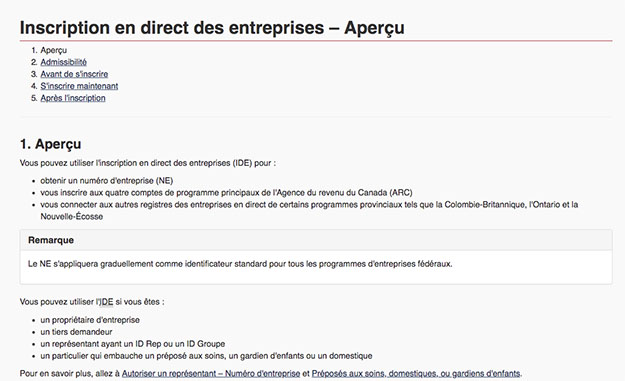 Inscription en direct des entreprises – Aperçu
1. Aperçu
2. Admissibilité
3. Avant de s'inscrire
4. S'inscrire maintenant
5. Après l'inscription
1. Aperçu
Vous pouvez utiliser l'inscription en direct des entreprises (IDE) pour :
• obtenir un numéro d'entreprise (NE)
• vous inscrire aux quatre comptes de programme principaux de l'Agence du revenu du Canada (ARC)
• vous connecter aux autres registres des entreprises en direct de certains programmes provinciaux tels que la Colombie-Britannique, l'Ontario et la
Nouvelle-Écosse
Remarque
Le NE s'appliquera graduellement comme identificateur standard pour tous les programmes d'entreprises fédéraux.
Vous pouvez utiliser l'IDE si vous êtes :
• un propriétaire d'entreprise
• un tiers demandeur
• un représentant ayant un ID Rep ou un ID Groupe
• un particulier qui embauche un préposé aux soins, un gardien d'enfants ou un domestique
Pour en savoir plus, allez à Autoriser un représentant – Numéro d'entreprise et Préposés aux soins, domestiques, ou gardiens d'enfants.